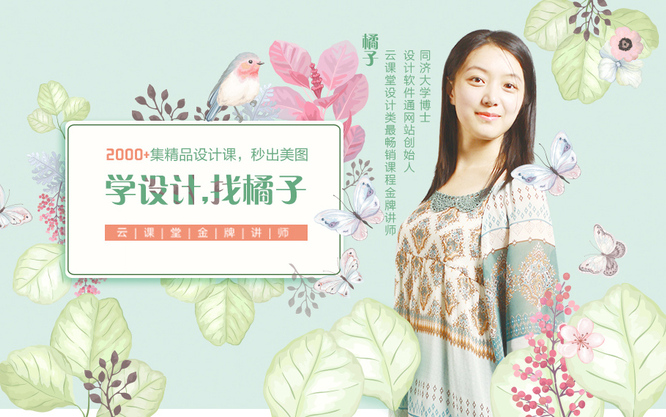 2000+集精品设计课，秒出美图
学设计,找橘子
云|课|堂|金|牌|讲|师
橘子
同济大学博士
设计软件通网站创始人
云课堂设计类最畅销课程金牌讲师